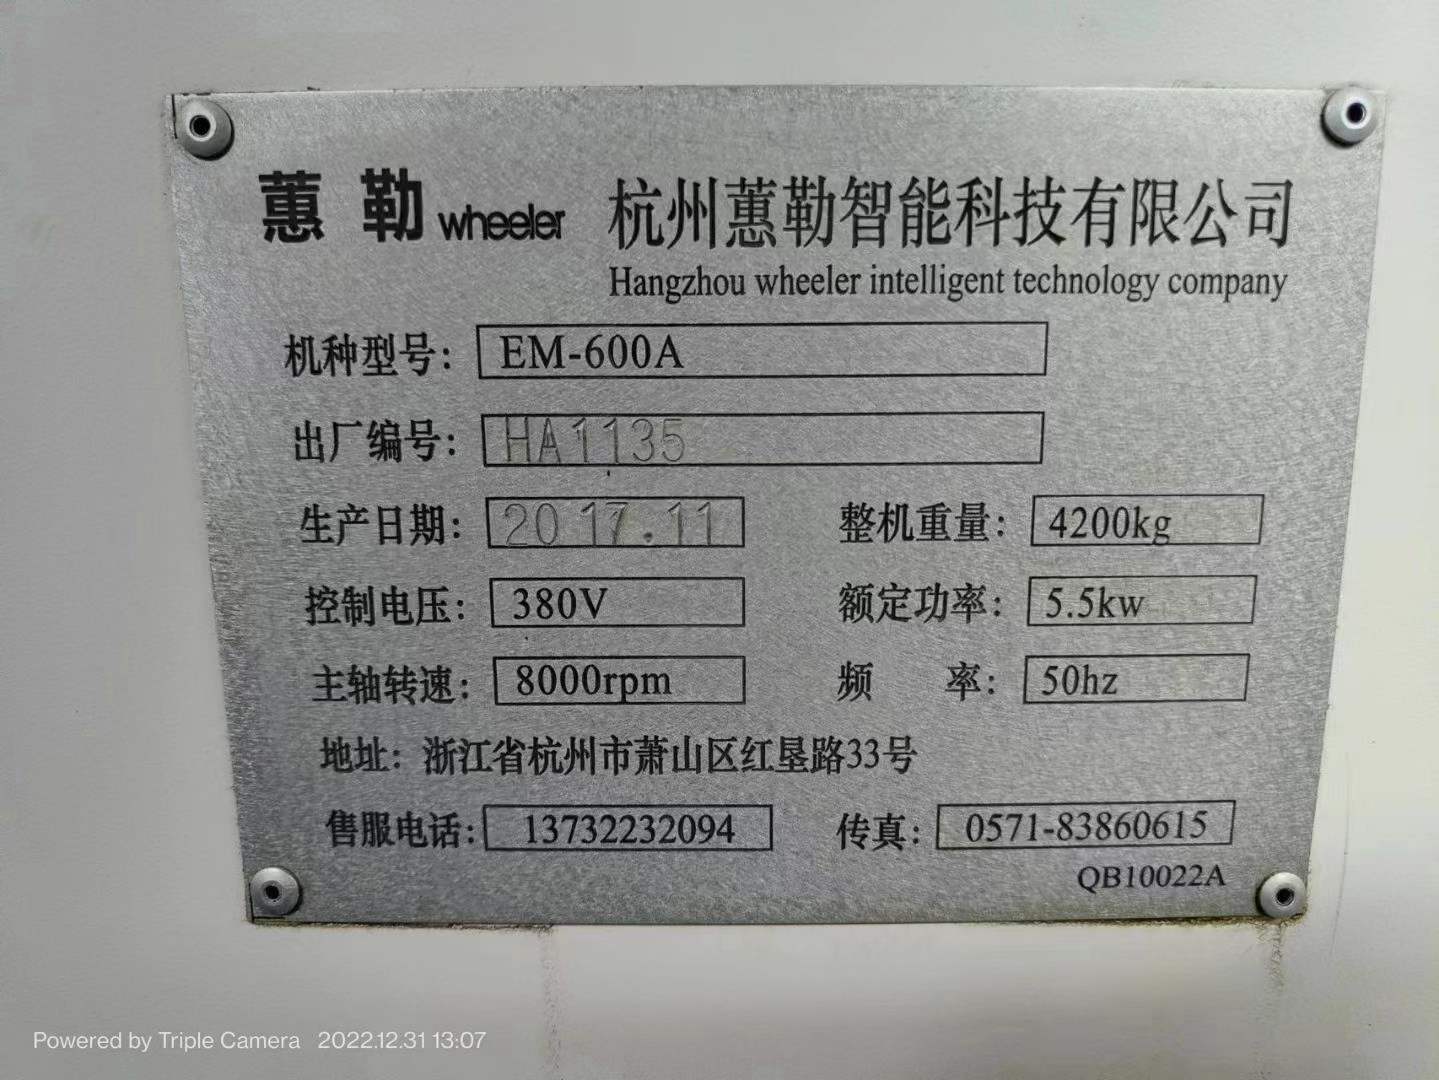 蕙 勒 wheeler 杭州蕙勒智能科技有限公司
Hangzhou wheeler intelligent technology company
机种型号: EM-600A
出厂编号: HA1135
生产日期: 2017.11 整机重量: 4200kg
控制电压: 380V 额定功率: 5.5kw
主轴转速: 8000rpm 频 率: 50hz
地址: 浙江省杭州市萧山区红垦路33号
售服电话: 13732232094 传真: 0571-83860615
QB10022A
Powered by Triple Camera 2022.12.31 13:07